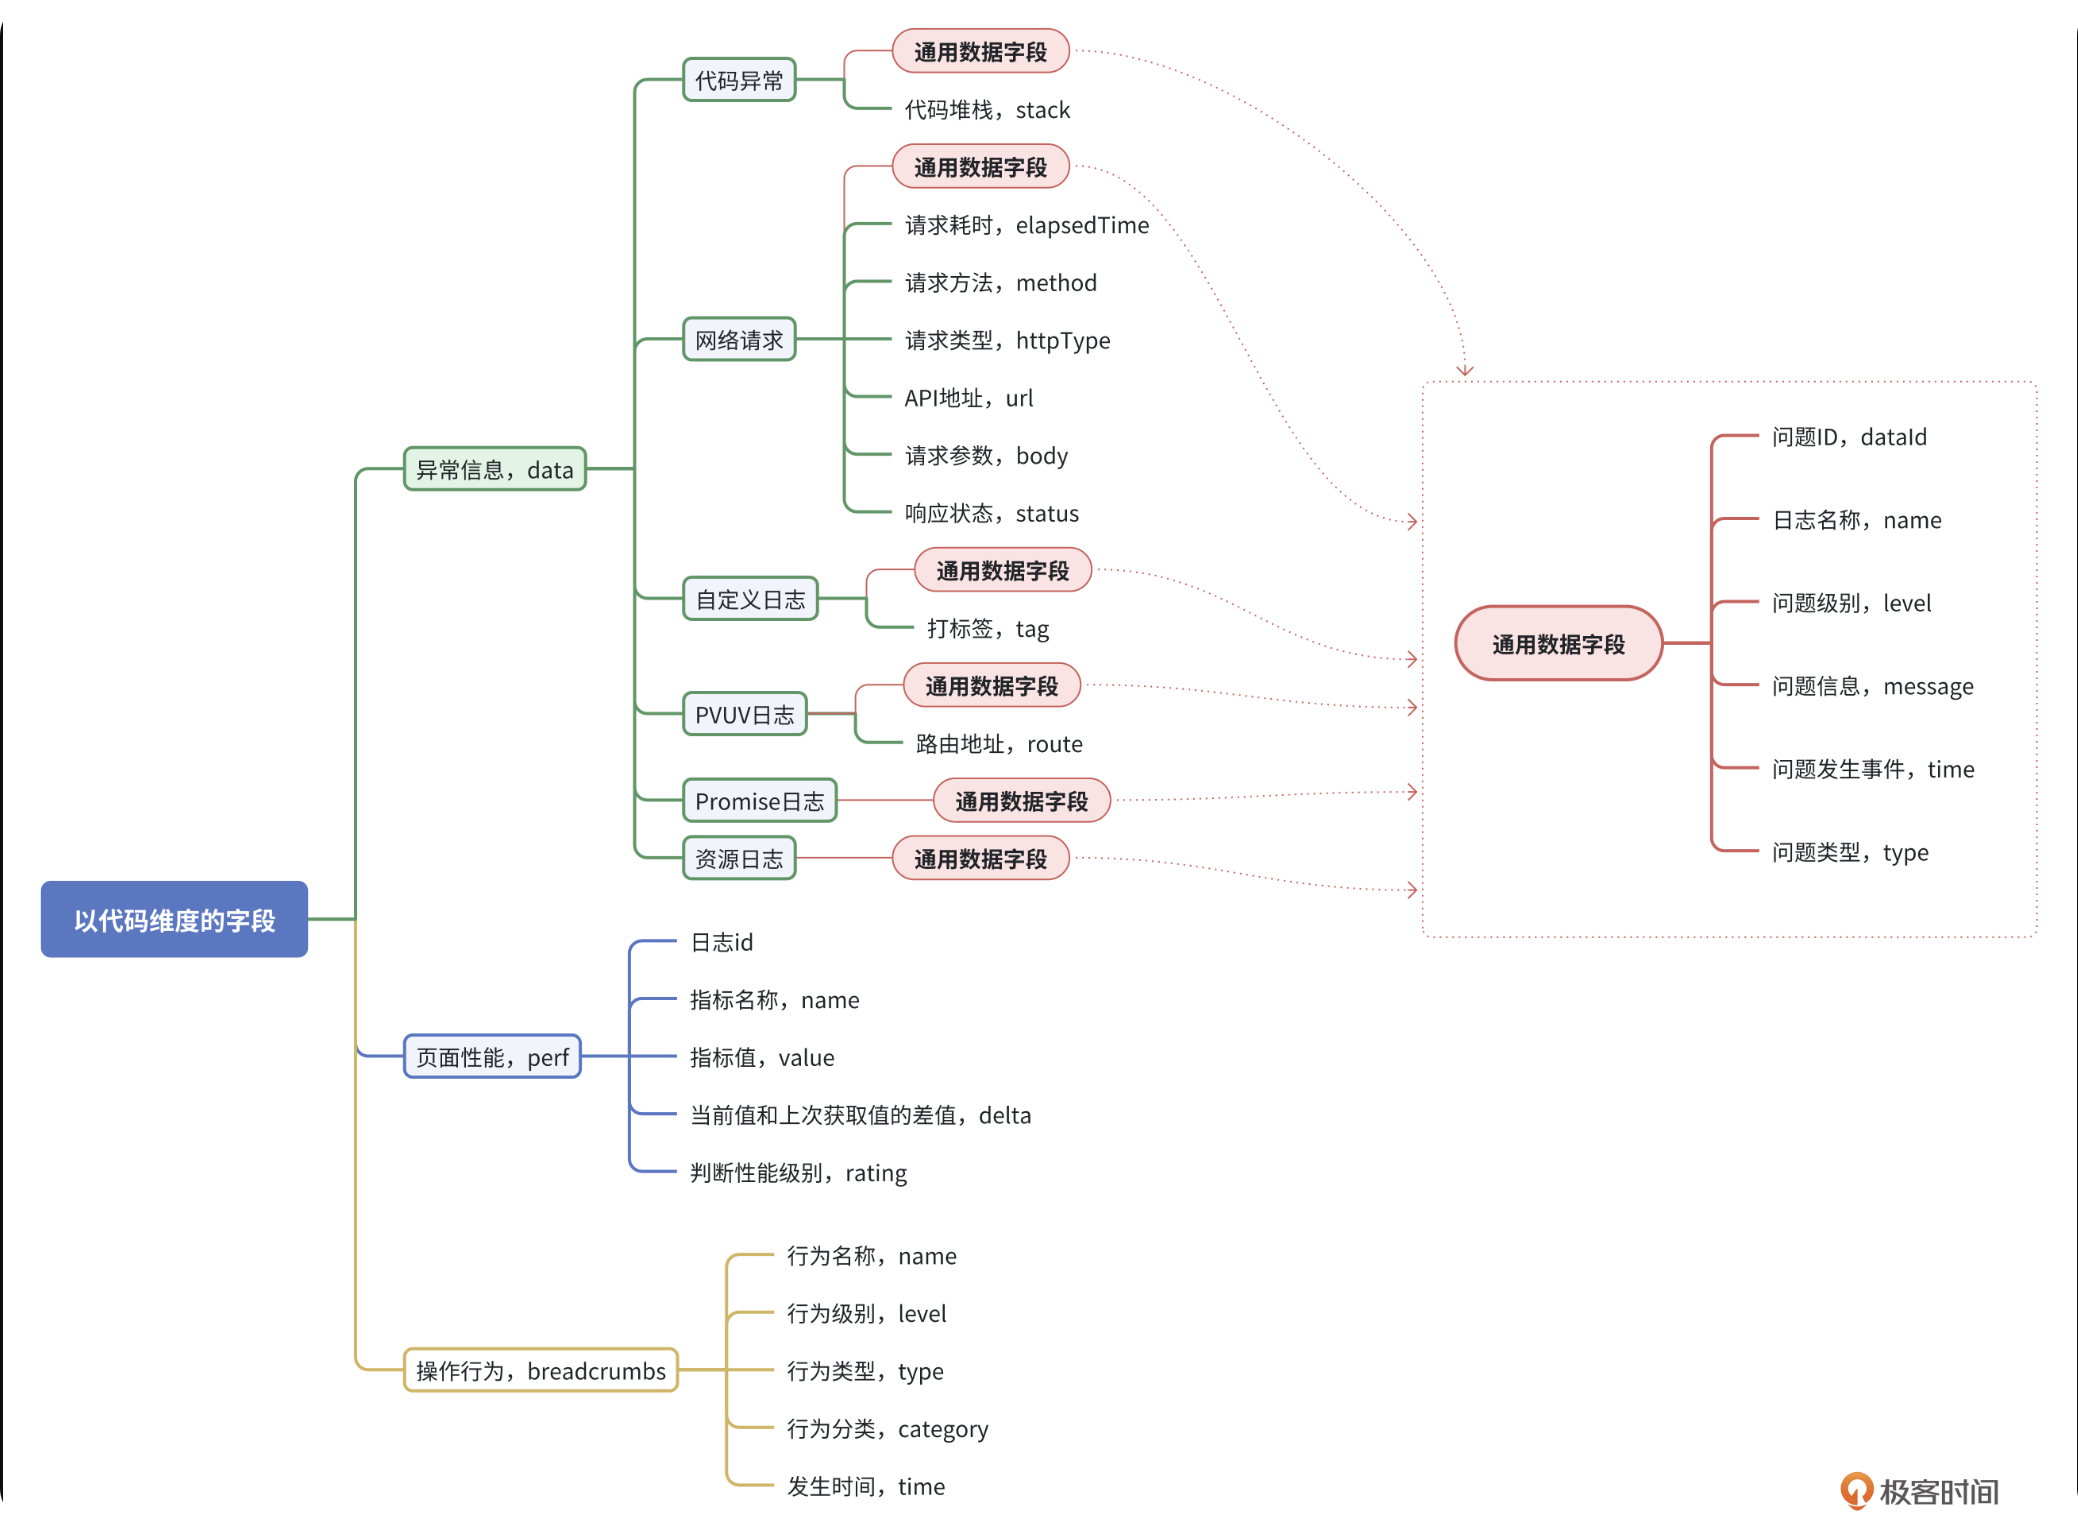 以代码维度的字段
异常信息，data
代码异常
通用数据字段
代码堆栈，stack
网络请求
通用数据字段
请求耗时，elapsedTime
请求方法，method
请求类型，httpType
API地址，url
请求参数，body
响应状态，status
自定义日志
通用数据字段
打标签，tag
PVUV日志
通用数据字段
路由地址，route
Promise日志
通用数据字段
资源日志
通用数据字段
通用数据字段
问题ID，dataId
日志名称，name
问题级别，level
问题信息，message
问题发生事件，time
问题类型，type
页面性能，perf
日志id
指标名称，name
指标值，value
当前值和上次获取值的差值，delta
判断性能级别，rating
操作行为，breadcrumbs
行为名称，name
行为级别，level
行为类型，type
行为分类，category
发生时间，time
极客时间